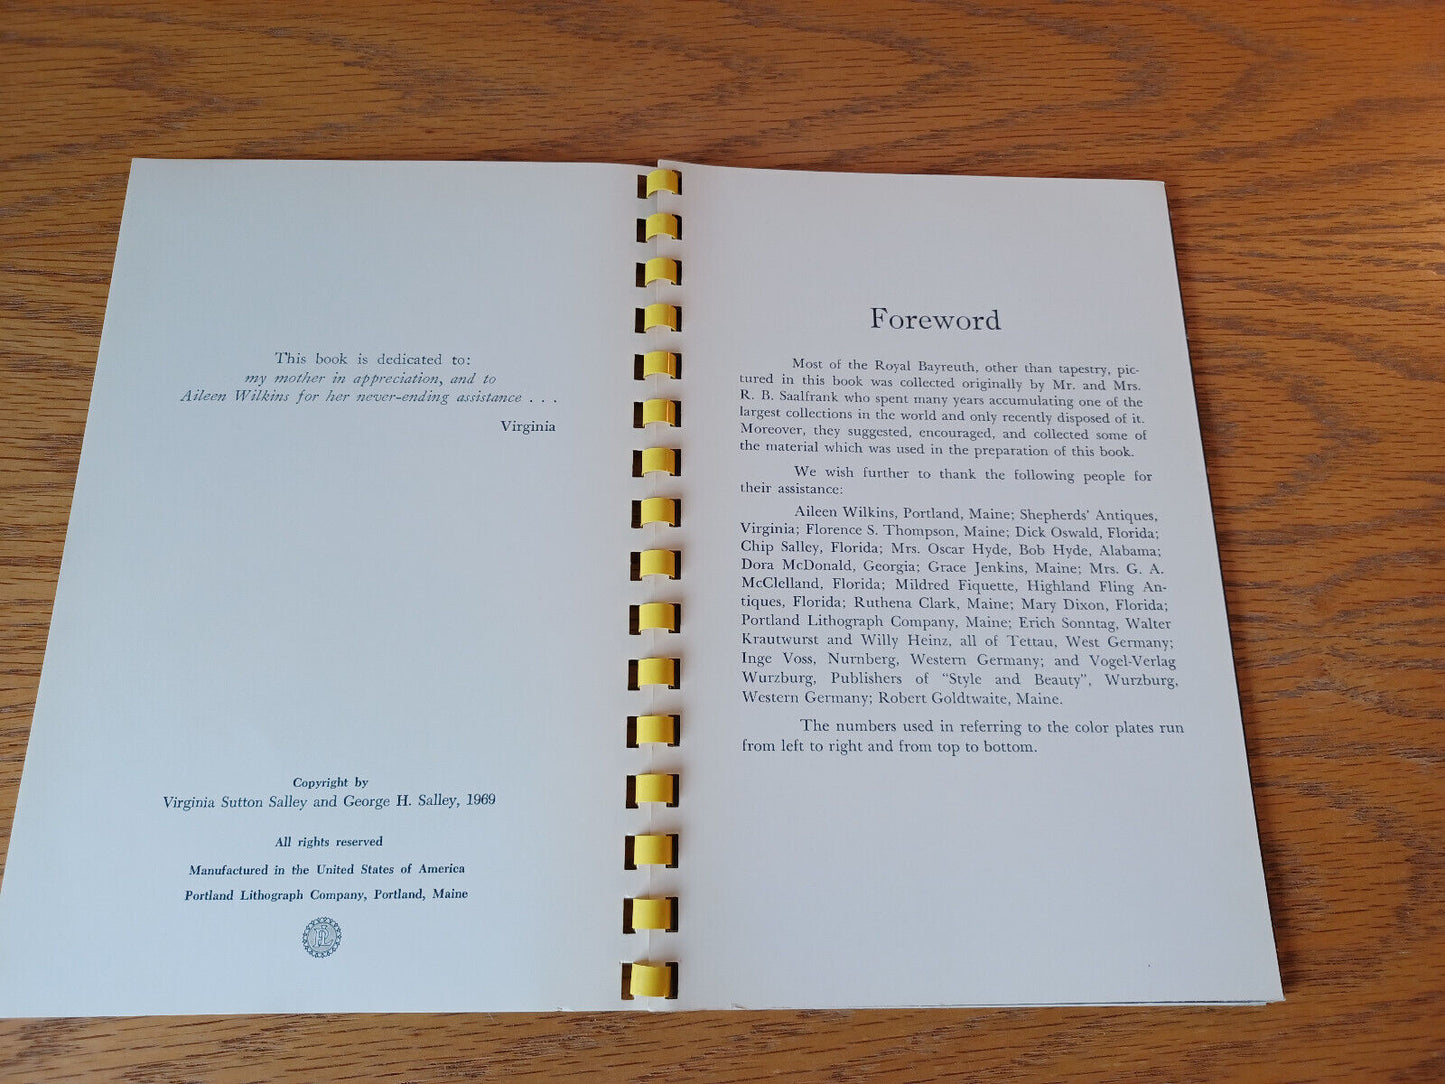 This book is dedicated to:
my mother in appreciation, and to
Aileen Wilkins for her never-ending assistance . . .
Virginia
Copyright by
Virginia Sutton Salley and George H. Salley, 1969
All rights reserved
Manufactured in the United States of America
Portland Lithograph Company, Portland, Maine
Foreword
Most of the Royal Bayreuth, other than tapestry, pic-
tured in this book was collected originally by Mr. and Mrs.
R. B. Saalfrank who spent many years accumulating one of the
largest collections in the world and only recently disposed of it.
Moreover, they suggested, encouraged, and collected some of
the material which was used in the preparation of this book.
We wish further to thank the following people for
their assistance:
Aileen Wilkins, Portland, Maine; Shepherds' Antiques,
Virginia; Florence S. Thompson, Maine; Dick Oswald, Florida;
Chip Salley, Florida; Mrs. Oscar Hyde, Bob Hyde, Alabama;
Dora McDonald, Georgia; Grace Jenkins, Maine; Mrs. G. A.
McClelland, Florida; Mildred Fiquette, Highland Fling An-
tiques, Florida; Ruthena Clark, Maine; Mary Dixon, Florida;
Portland Lithograph Company, Maine; Erich Sonntag, Walter
Krautwurst and Willy Heinz, all of Tettau, West Germany;
Inge Voss, Nurnberg, Western Germany; and Vogel-Verlag
Wurzburg, Publishers of "Style and Beauty", Wurzburg,
Western Germany; Robert Goldtwaite, Maine.
The numbers used in referring to the color plates run
from left to right and from top to bottom.